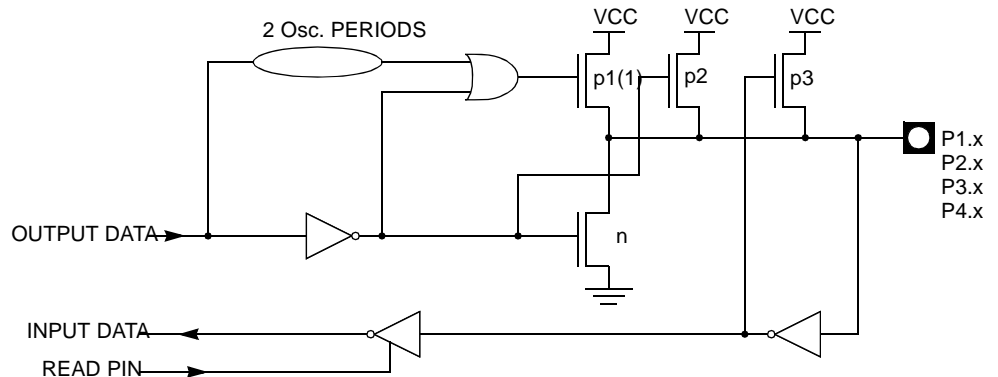 VCC
VCC
VCC
2 Osc. PERIODS
p1(1)
p2
p3
P1.x
P2.x
P3.x
P4.x
OUTPUT DATA
n
INPUT DATA
READ PIN